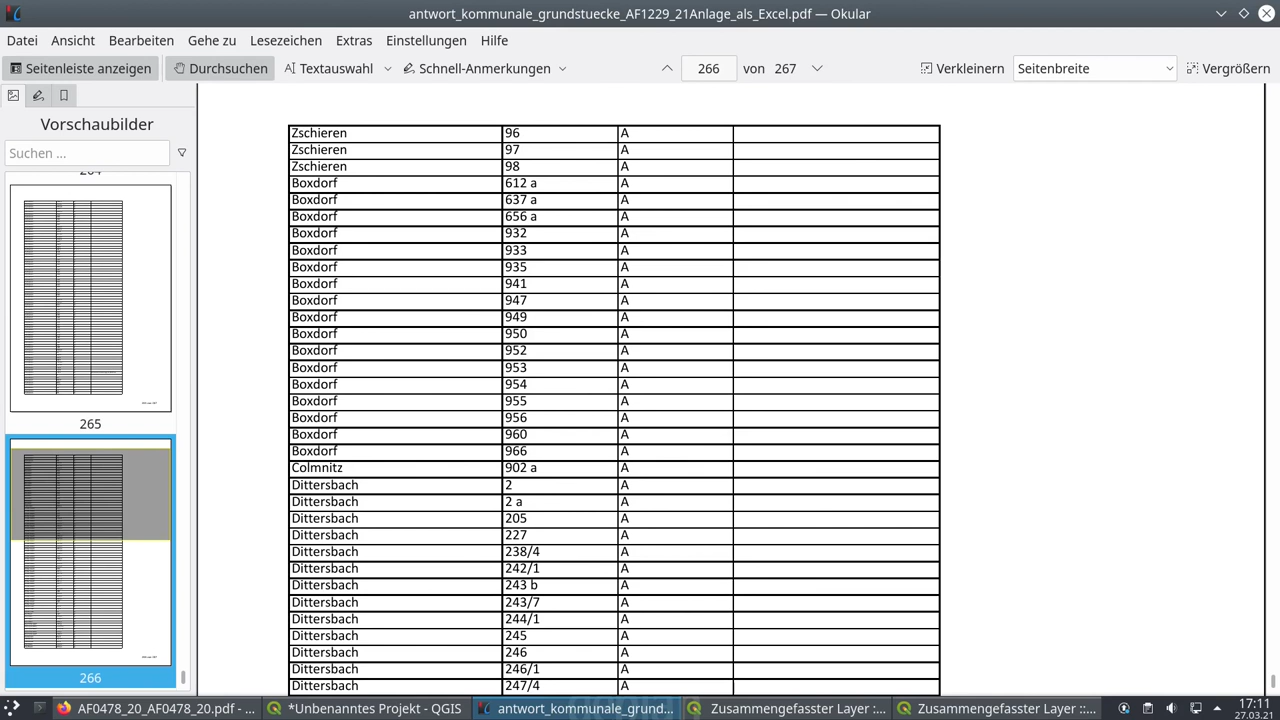 antwort_kommunale_grundstuecke_AF1229_21Anlage_als_Excel.pdf — Okular
Datei Ansicht Bearbeiten Gehe zu Lesezeichen Extras Einstellungen Hilfe
Seitenleiste anzeigen Durchsuchen Textauswahl Schnell-Anmerkungen 266 von 267 Verkleinern Seitenbreite Vergrößern
Vorschaubilder
Suchen ...
264
265
266
Zschieren 96 A
Zschieren 97 A
Zschieren 98 A
Boxdorf 612 a A
Boxdorf 637 a A
Boxdorf 656 a A
Boxdorf 932 A
Boxdorf 933 A
Boxdorf 935 A
Boxdorf 941 A
Boxdorf 947 A
Boxdorf 949 A
Boxdorf 950 A
Boxdorf 952 A
Boxdorf 953 A
Boxdorf 954 A
Boxdorf 955 A
Boxdorf 956 A
Boxdorf 960 A
Boxdorf 966 A
Colmnitz 902 a A
Dittersbach 2 A
Dittersbach 2 a A
Dittersbach 205 A
Dittersbach 227 A
Dittersbach 238/4 A
Dittersbach 242/1 A
Dittersbach 243 b A
Dittersbach 243/7 A
Dittersbach 244/1 A
Dittersbach 245 A
Dittersbach 246 A
Dittersbach 246/1 A
Dittersbach 247/4 A
AF0478_20_AF0478_20.pdf - ... *Unbenanntes Projekt - QGIS antwort_kommunale_grund... Zusammengefasster Layer :... Zusammengefasster Layer ::... 17:11
27.03.21